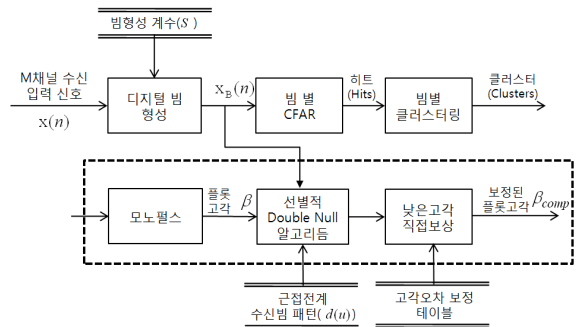 빔형성 계수(S)
M채널 수신
입력 신호
x(n)
디지털 빔
형성
x_B(n)
빔 별
CFAR
히트
(Hits)
빔별
클러스터링
클러스터
(Clusters)
모노펄스
플롯
고각
β
선별적
Double Null
알고리듬
낮은고각
직접보상
보정된
플롯고각
β_comp
근접전계
수신빔 패턴( d(u))
고각오차 보정
테이블